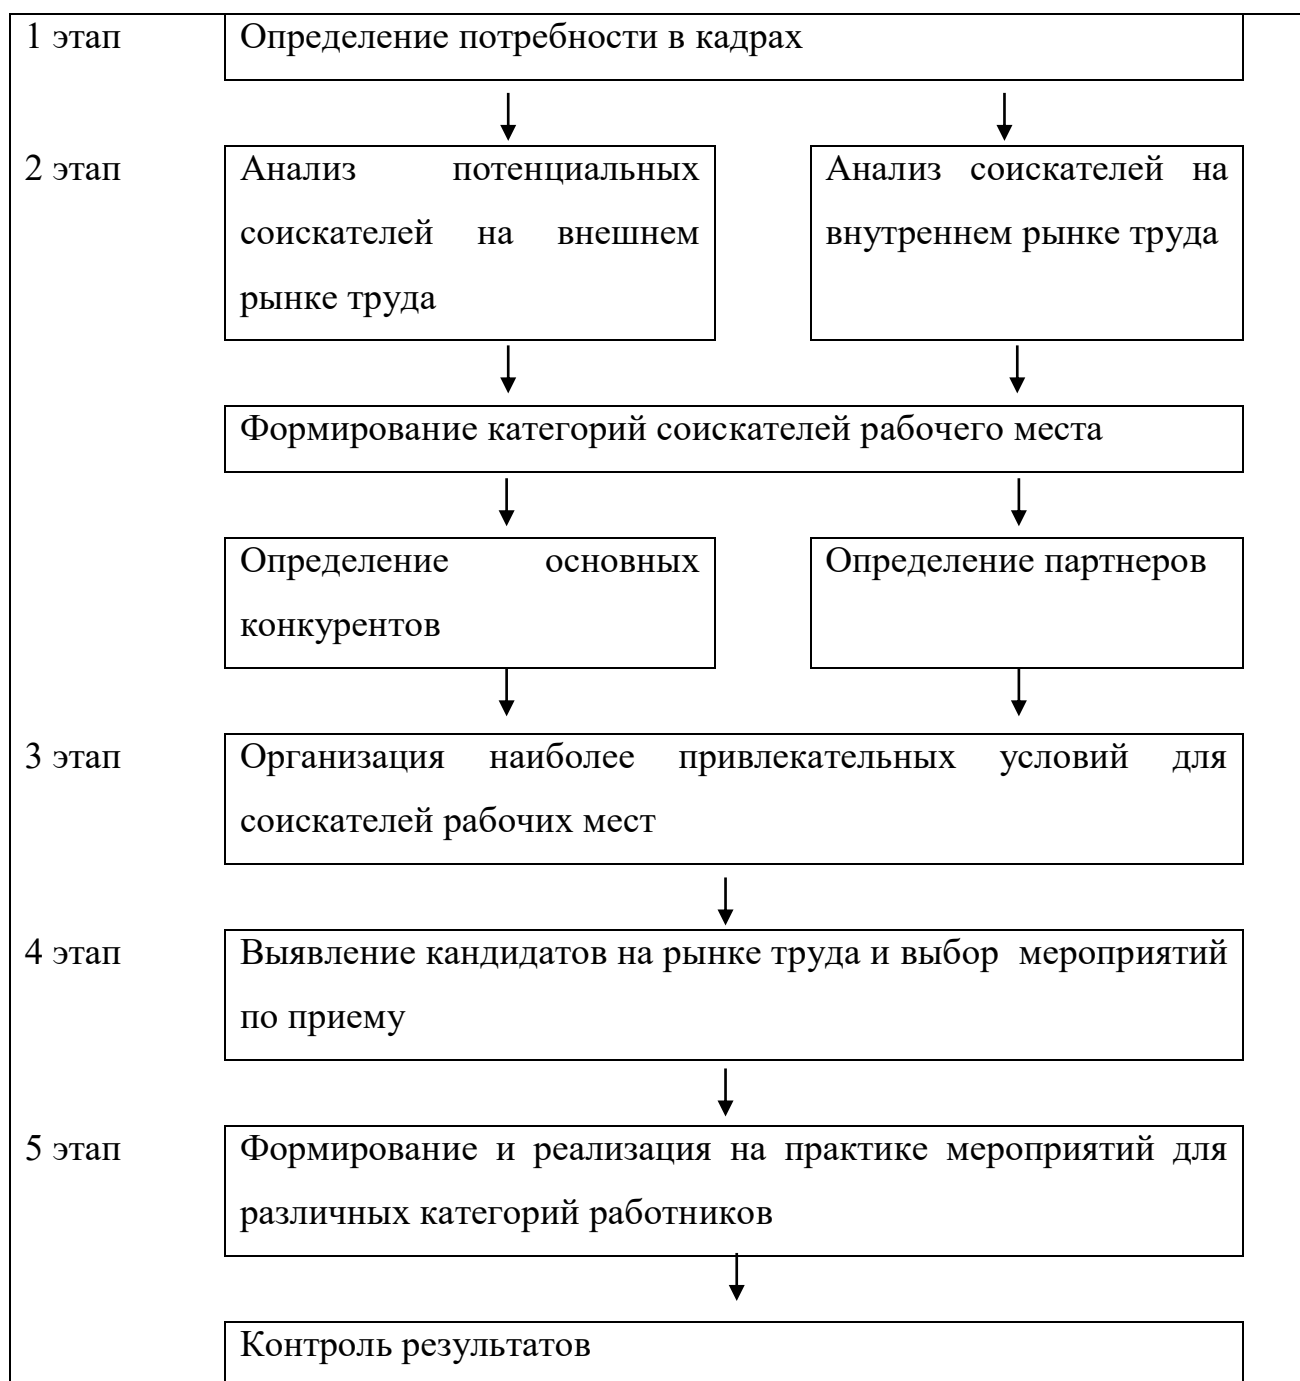 1 этап
Определение потребности в кадрах
2 этап
Анализ потенциальных
соискателей на внешнем
рынке труда
Анализ соискателей на
внутреннем рынке труда
Формирование категорий соискателей рабочего места
Определение основных
конкурентов
Определение партнеров
3 этап
Организация наиболее привлекательных условий для
соискателей рабочих мест
4 этап
Выявление кандидатов на рынке труда и выбор мероприятий
по приему
5 этап
Формирование и реализация на практике мероприятий для
различных категорий работников
Контроль результатов